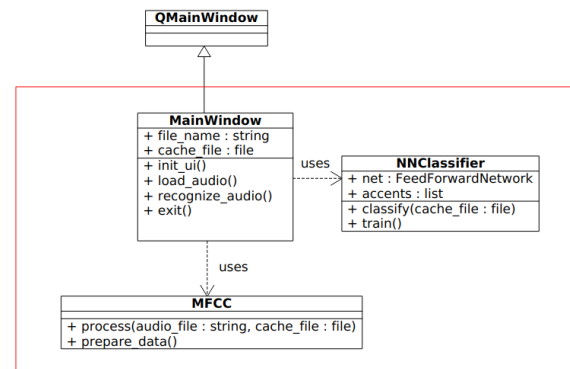 QMainWindow
MainWindow
+ file_name : string
+ cache_file : file
+ init_ui()
+ load_audio()
+ recognize_audio()
+ exit()
uses
NNClassifier
+ net : FeedForwardNetwork
+ accents : list
+ classify(cache_file : file)
+ train()
uses
MFCC
+ process(audio_file : string, cache_file : file)
+ prepare_data()